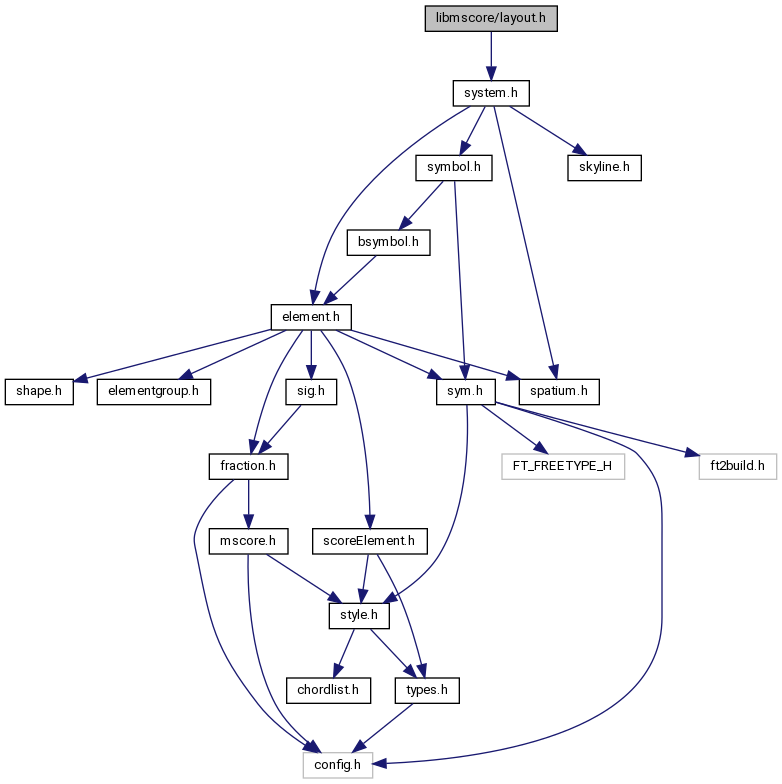 libmscore/layout.h
system.h
symbol.h
skyline.h
bsymbol.h
element.h
shape.h
elementgroup.h
sig.h
sym.h
spatium.h
fraction.h
FT_FREETYPE_H
ft2build.h
mscore.h
scoreElement.h
style.h
chordlist.h
types.h
config.h